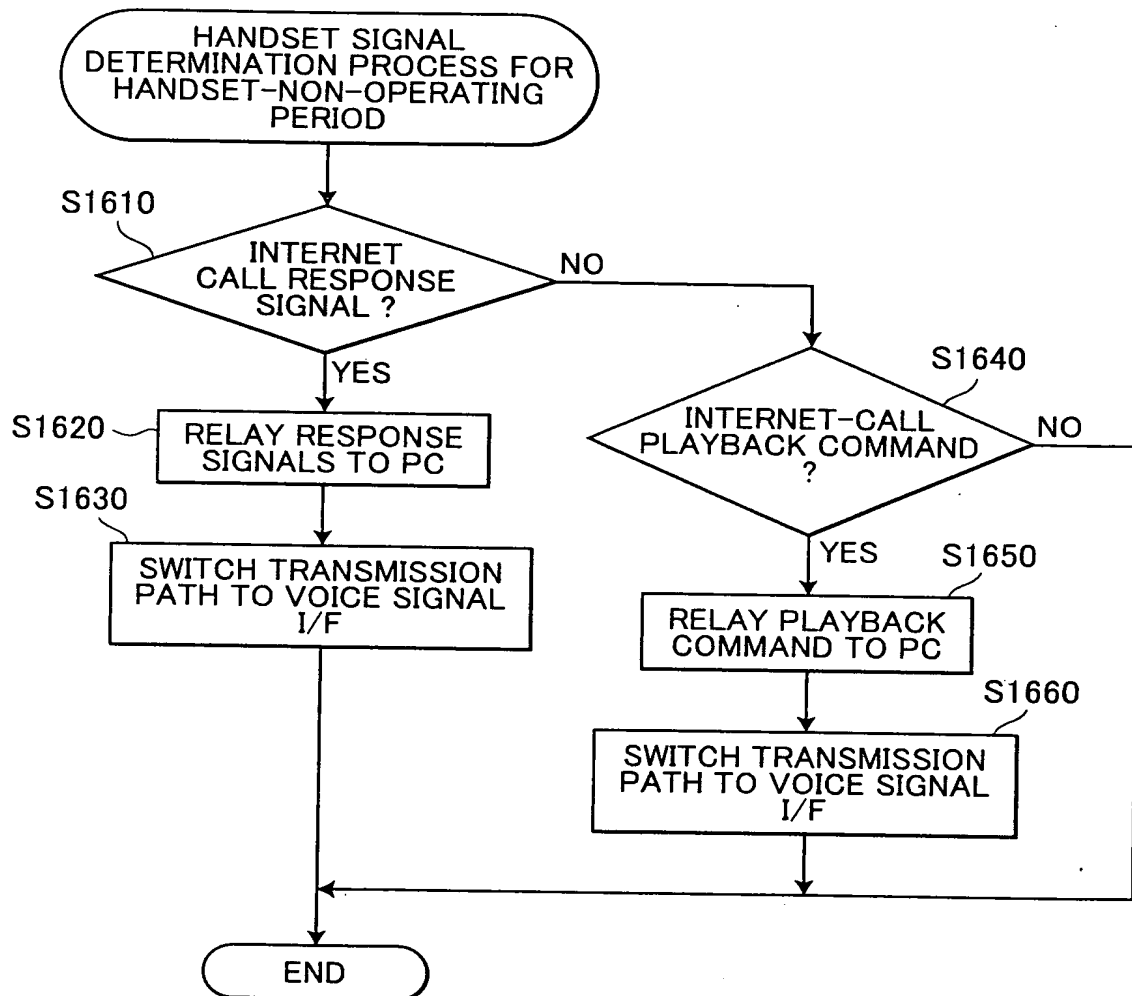 HANDSET SIGNAL
DETERMINATION PROCESS FOR
HANDSET-NON-OPERATING
PERIOD
S1610
INTERNET
CALL RESPONSE
SIGNAL ?
NO
YES
S1620
RELAY RESPONSE
SIGNALS TO PC
S1630
SWITCH TRANSMISSION
PATH TO VOICE SIGNAL
I/F
S1640
INTERNET-CALL
PLAYBACK COMMAND
?
NO
YES
S1650
RELAY PLAYBACK
COMMAND TO PC
S1660
SWITCH TRANSMISSION
PATH TO VOICE SIGNAL
I/F
END